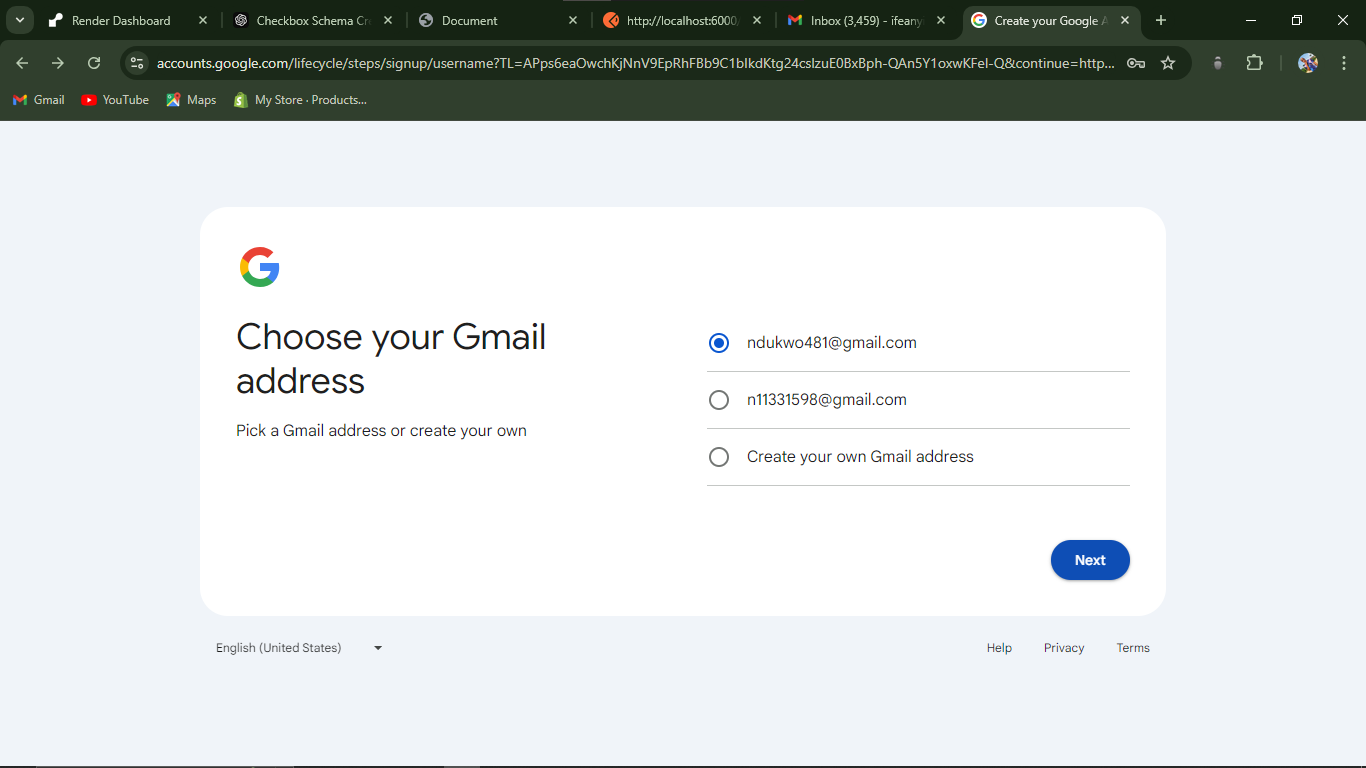 Render Dashboard
Checkbox Schema Cre
Document
http://localhost:6000/
Inbox (3,459) - ifeany
Create your Google A
accounts.google.com/lifecycle/steps/signup/username?TL=APps6eaOwchKjNnV9EpRhFBb9C1bIkdKtg24csIzuE0BxBph-QAn5Y1oxwKFel-Q&continue=http...
Gmail
YouTube
Maps
My Store · Products...
Choose your Gmail
address
Pick a Gmail address or create your own
ndukwo481@gmail.com
n11331598@gmail.com
Create your own Gmail address
Next
English (United States)
Help
Privacy
Terms